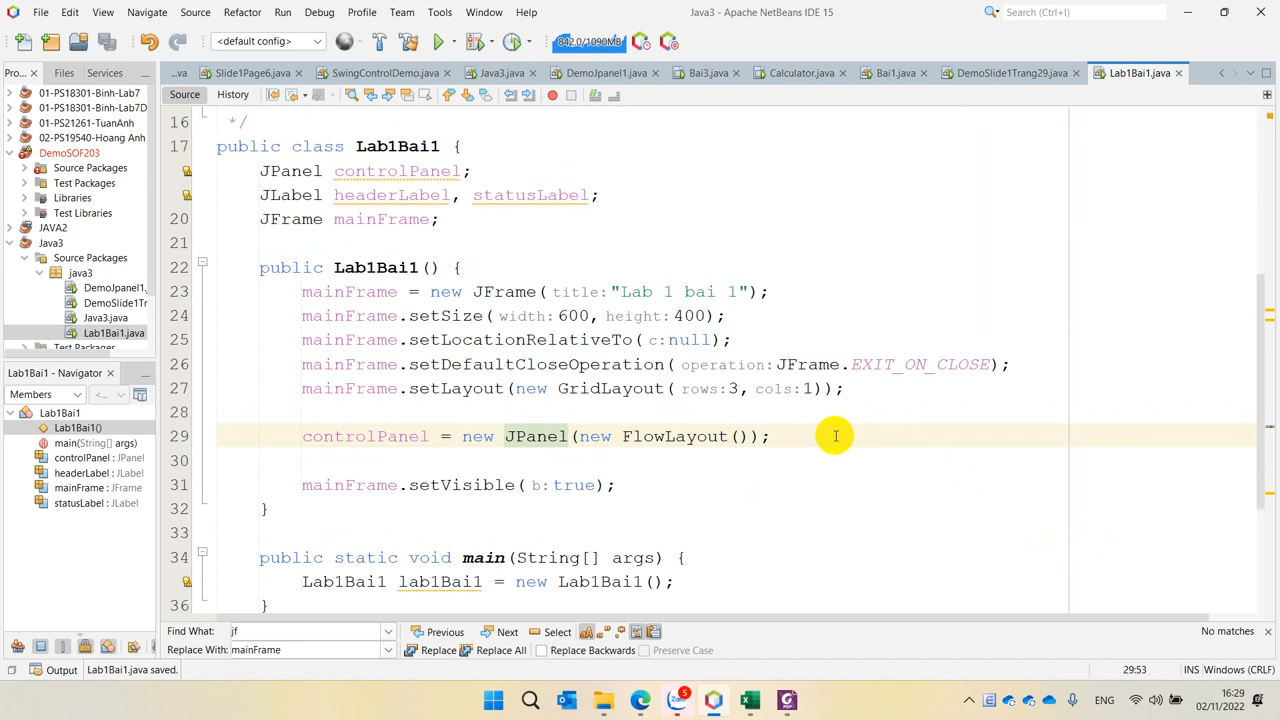 File Edit View Navigate Source Refactor Run Debug Profile Team Tools Window Help
Java3 - Apache NetBeans IDE 15
Search (Ctrl+I)
<default config>
842.0/1090MB
Pro... Files Services
...va Slide1Page6.java SwingControlDemo.java Java3.java DemoJpanel1.java Bai3.java Calculator.java Bai1.java DemoSlide1Trang29.java Lab1Bai1.java
Source History
01-PS18301-Binh-Lab7
01-PS18301-Binh-Lab7D
01-PS21261-TuanAnh
02-PS19540-Hoang Anh
DemoSOF203
Source Packages
Test Packages
Libraries
Test Libraries
JAVA2
Java3
Source Packages
java3
DemoJpanel1.
DemoSlide1Tr
Java3.java
Lab1Bai1.java
Test Packages
Lab1Bai1 - Navigator
Members <...
Lab1Bai1
Lab1Bai1()
main(String[] args)
controlPanel : JPanel
headerLabel : JLabel
mainFrame : JFrame
statusLabel : JLabel
16 */
17 public class Lab1Bai1 {
JPanel controlPanel;
JLabel headerLabel, statusLabel;
20 JFrame mainFrame;
21
22 public Lab1Bai1() {
23 mainFrame = new JFrame(title:"Lab 1 bai 1");
24 mainFrame.setSize(width:600, height:400);
25 mainFrame.setLocationRelativeTo(c:null);
26 mainFrame.setDefaultCloseOperation(operation:JFrame.EXIT_ON_CLOSE);
27 mainFrame.setLayout(new GridLayout(rows:3, cols:1));
28
29 controlPanel = new JPanel(new FlowLayout());
30
31 mainFrame.setVisible(b:true);
32 }
33
34 public static void main(String[] args) {
Lab1Bai1 lab1Bai1 = new Lab1Bai1();
36 }
Find What: jf Previous Next Select No matches
Replace With: mainFrame Replace Replace All Replace Backwards Preserve Case
Output Lab1Bai1.java saved. 29:53 INS Windows (CRLF)
5
ENG
16:29
02/11/2022